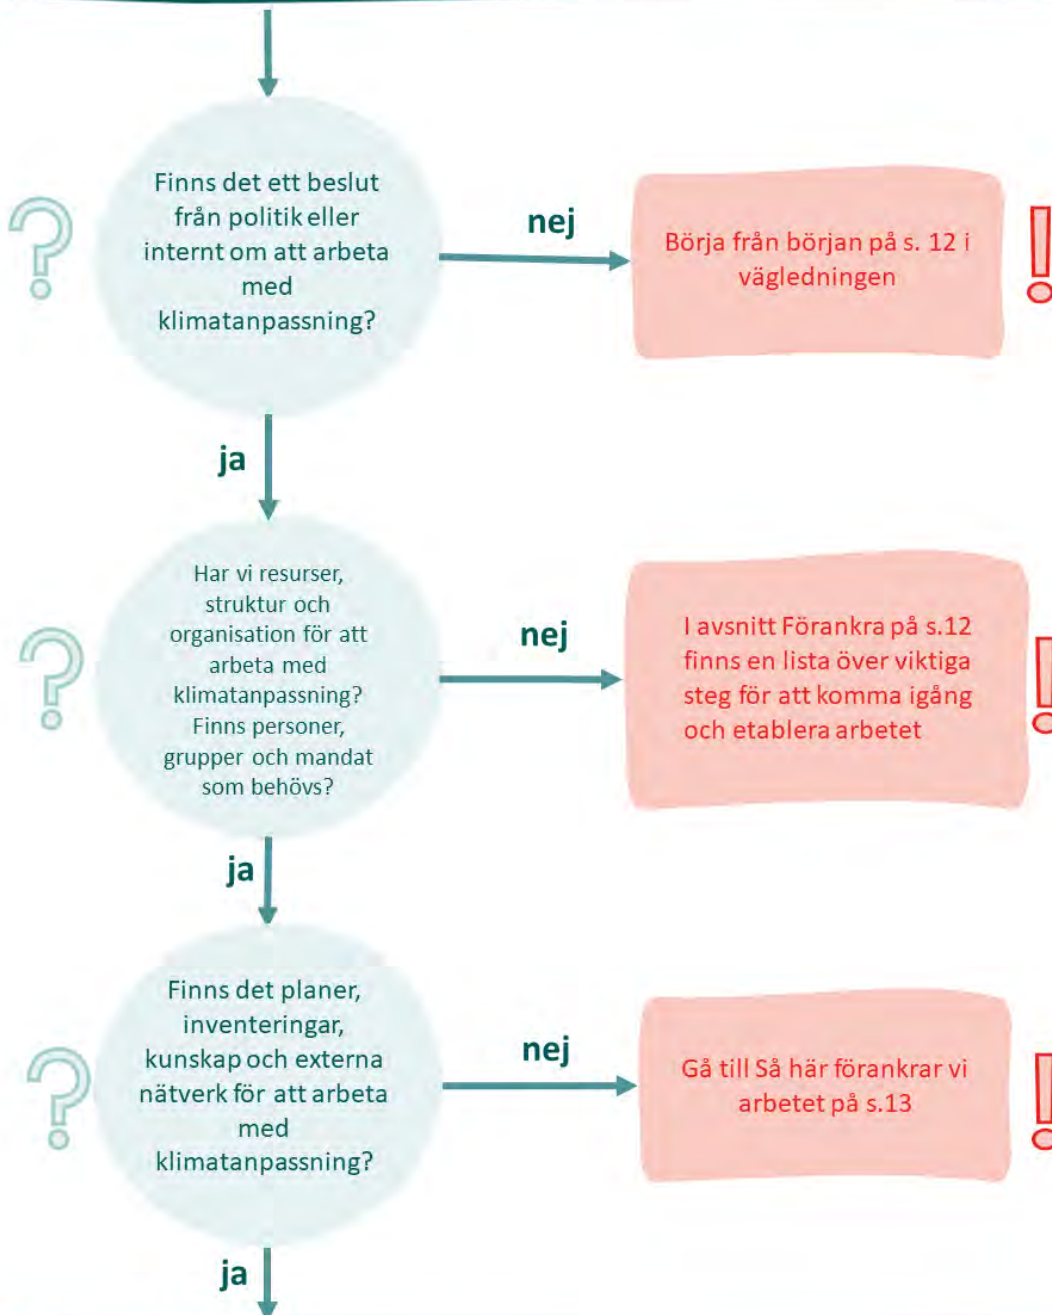 Finns det ett beslut
från politik eller
internt om att arbeta
med
klimatanpassning?
nej
Börja från början på s. 12 i
vägledningen
ja
Har vi resurser,
struktur och
organisation för att
arbeta med
klimatanpassning?
Finns personer,
grupper och mandat
som behövs?
nej
I avsnitt Förankra på s.12
finns en lista över viktiga
steg för att komma igång
och etablera arbetet
ja
Finns det planer,
inventeringar,
kunskap och externa
nätverk för att arbeta
med
klimatanpassning?
nej
Gå till Så här förankrar vi
arbetet på s.13
ja